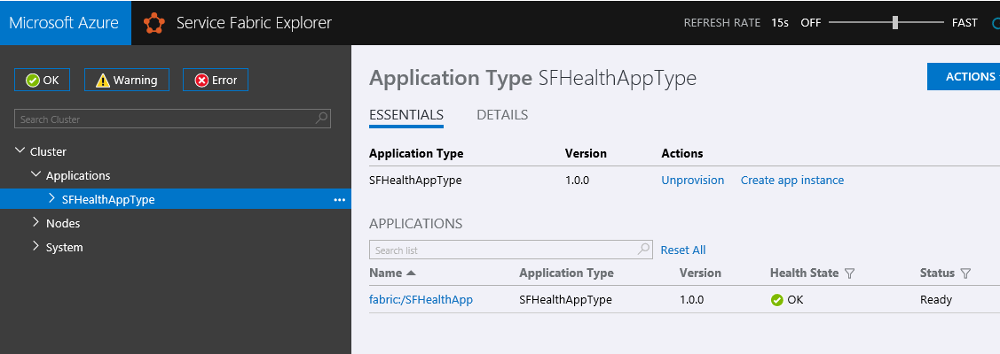 Microsoft Azure Service Fabric Explorer REFRESH RATE 15s OFF FAST
OK Warning Error
Search Cluster
Cluster
Applications
SFHealthAppType ...
Nodes
System
Application Type SFHealthAppType ACTIONS
ESSENTIALS DETAILS
Application Type Version Actions
SFHealthAppType 1.0.0 Unprovision Create app instance
APPLICATIONS
Search list Reset All
Name Application Type Version Health State Status
fabric:/SFHealthApp SFHealthAppType 1.0.0 OK Ready